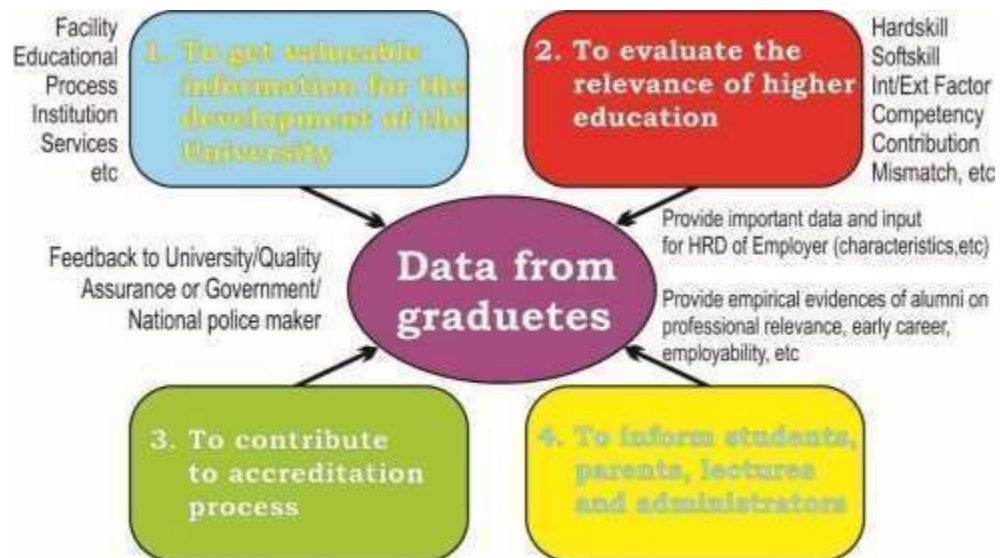 Facility
Educational
Process
Institution
Services
etc
1. To get valueable
information for the
development of the
University
2. To evaluate the
relevance of higher
education
Hardskill
Softskill
Int/Ext Factor
Competency
Contribution
Mismatch, etc
Feedback to University/Quality
Assurance or Government/
National police maker
Data from
graduetes
Provide important data and input
for HRD of Employer (characteristics,etc)
Provide empirical evidences of alumni on
professional relevance, early career,
employability, etc
3. To contribute
to accreditation
process
4. To inform students,
parents, lectures
and administrators